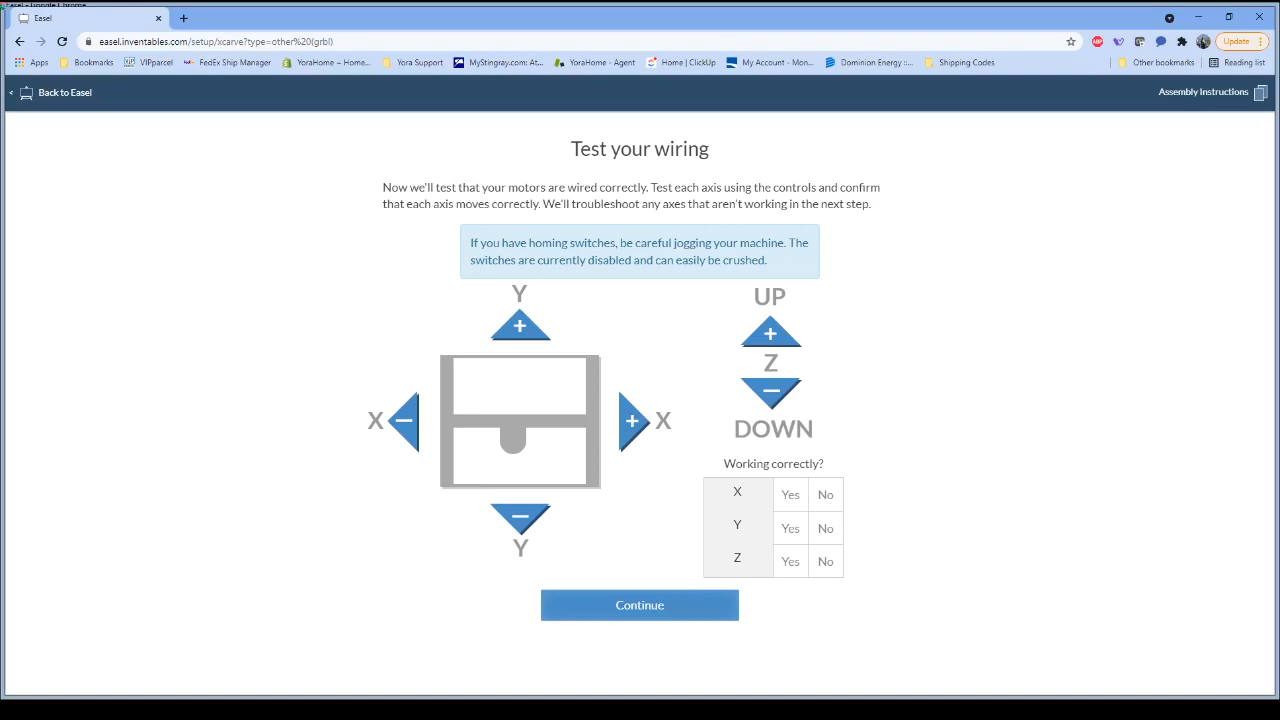 Easel - Google Chrome
Easel
easel.inventables.com/setup/xcarve?type=other%20(grbl)
ABP
Update
Apps
Bookmarks
VIPparcel
FedEx Ship Manager
YoraHome ~ Home...
Yora Support
MyStingray.com: At...
YoraHome - Agent
Home | ClickUp
My Account - Mon...
Dominion Energy ::...
Shipping Codes
Other bookmarks
Reading list
< Back to Easel
Assembly Instructions
Test your wiring
Now we'll test that your motors are wired correctly. Test each axis using the controls and confirm
that each axis moves correctly. We'll troubleshoot any axes that aren't working in the next step.
If you have homing switches, be careful jogging your machine. The
switches are currently disabled and can easily be crushed.
Y
+
X
−
+
X
−
Y
UP
+
Z
−
DOWN
Working correctly?
X Yes No
Y Yes No
Z Yes No
Continue